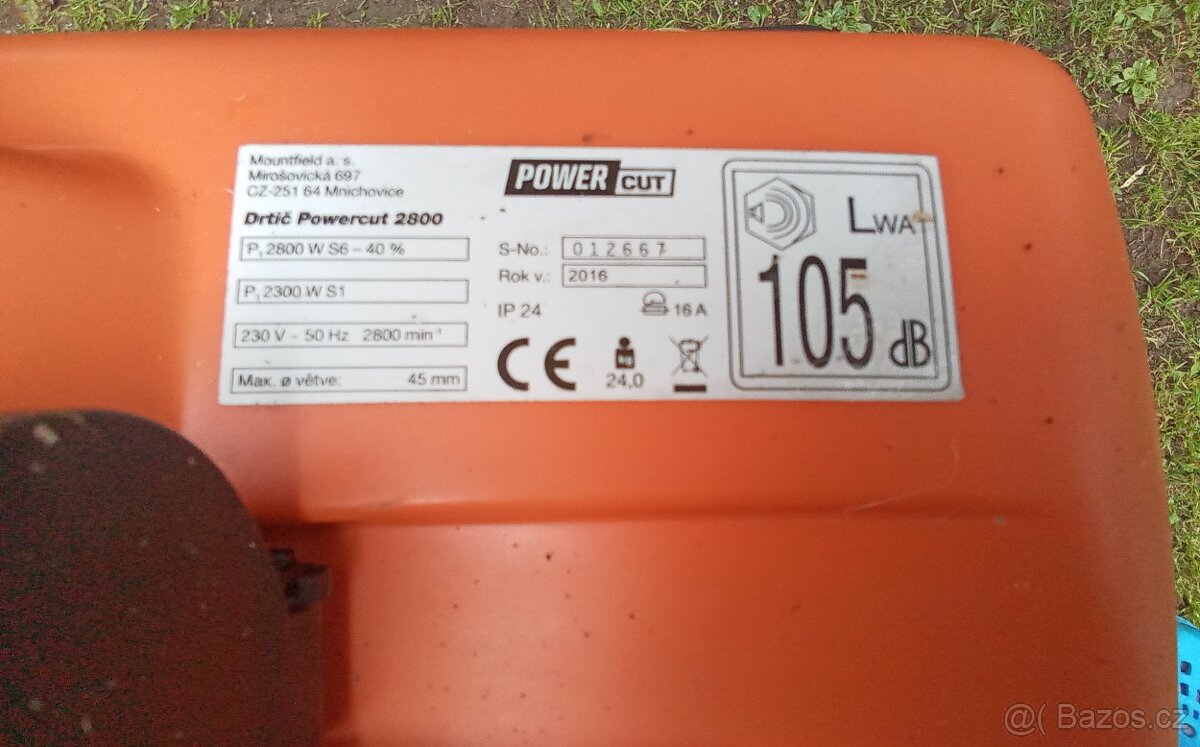 Mountfield a. s.
Mirošovická 697
CZ-251 64 Mnichovice
Drtič Powercut 2800
P₁ 2800 W S6 – 40 %
P₁ 2300 W S1
230 V ~ 50 Hz 2800 min⁻¹
Max. ø větve: 45 mm
POWER CUT
S-No.: 012667
Rok v.: 2016
IP 24
16 A
CE
KG
24,0
LWA
105 dB
@( Bazos.cz